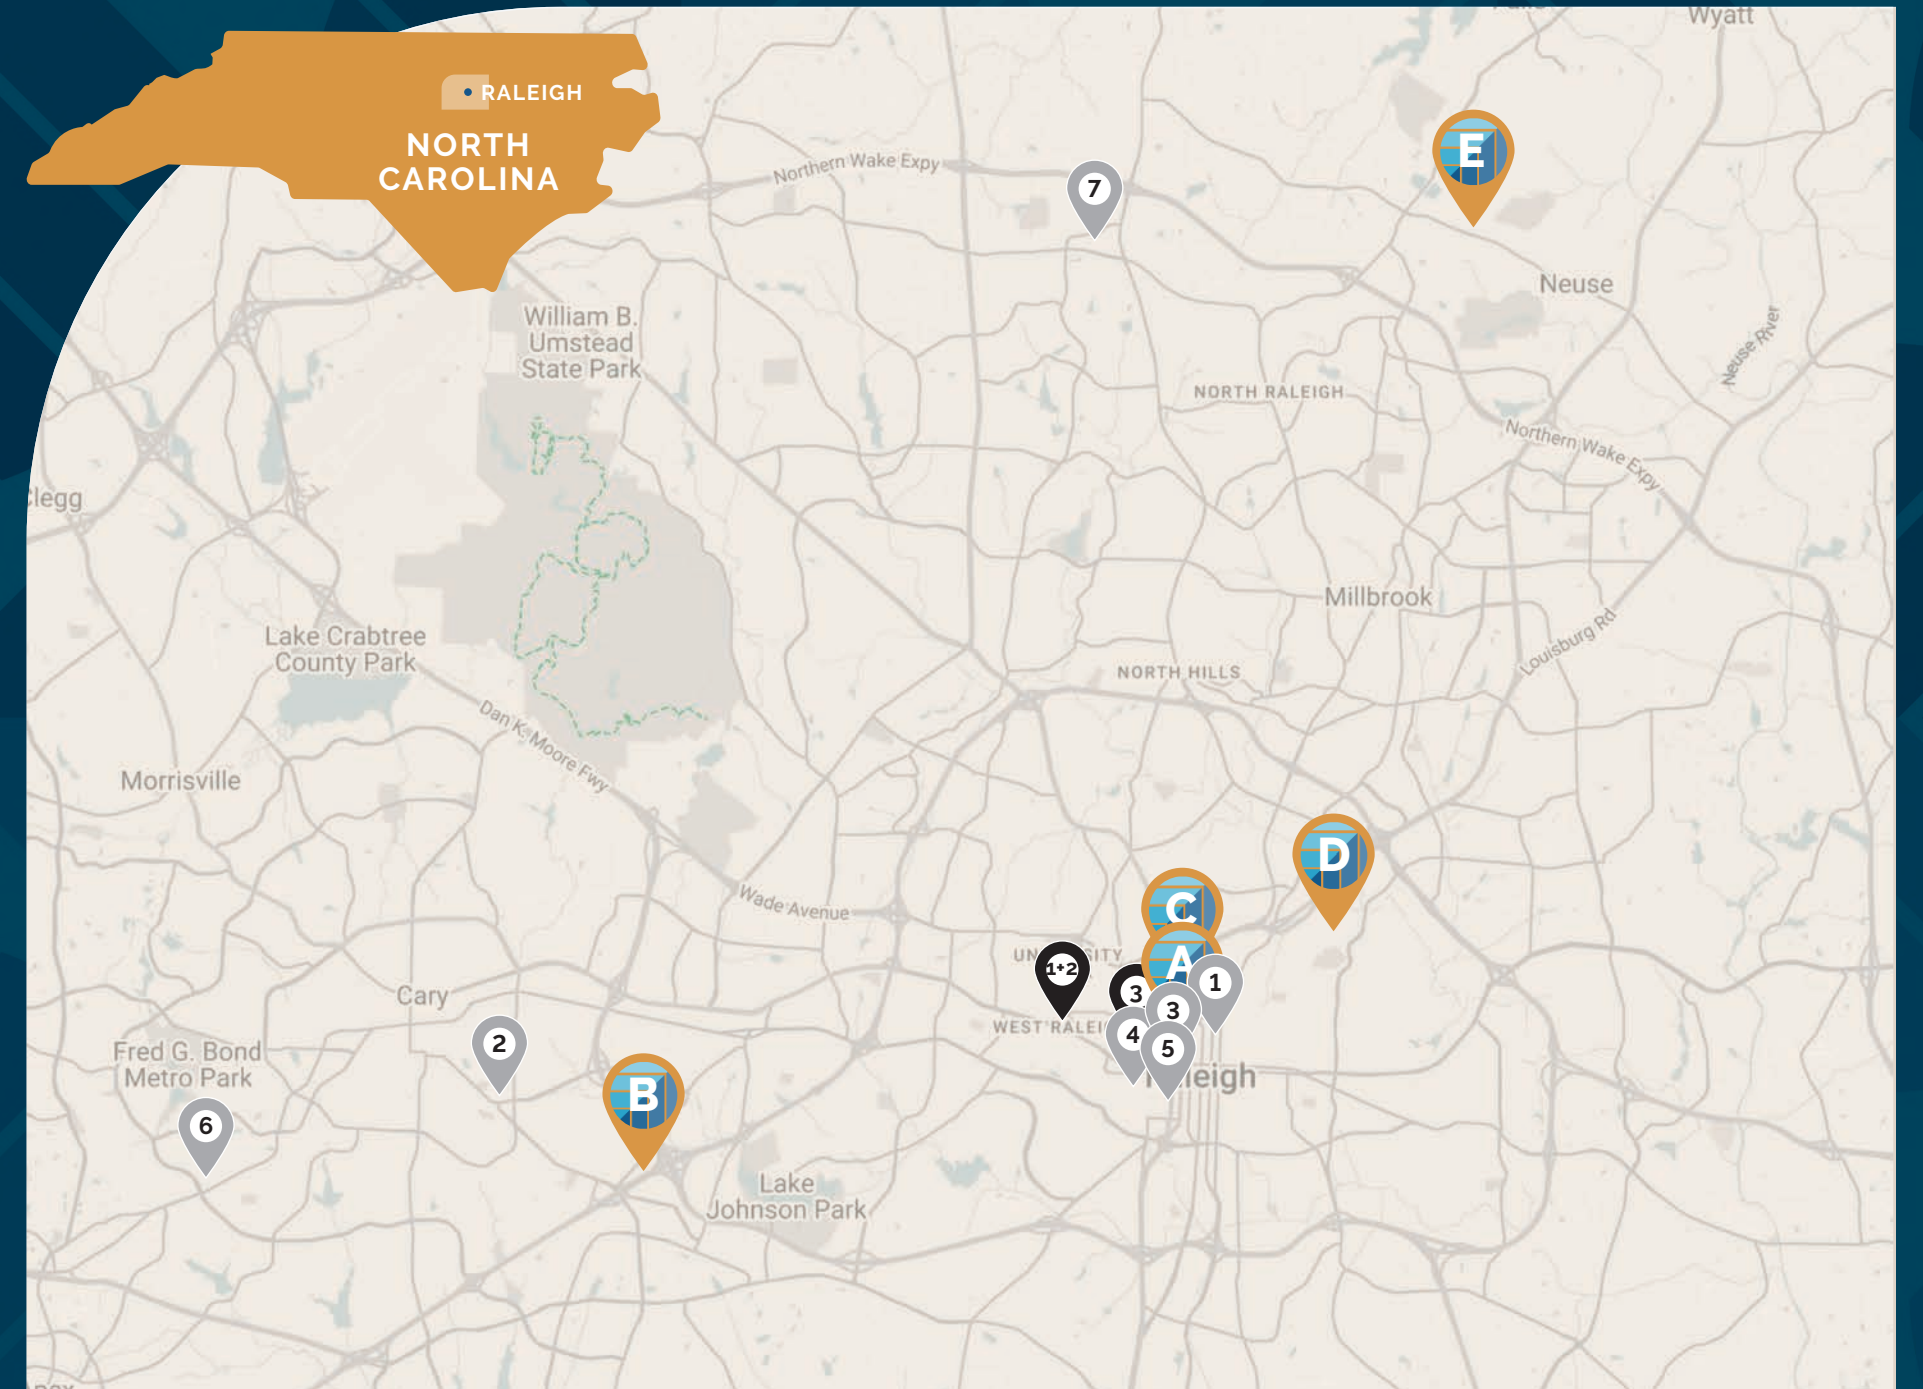 Wyatt
RALEIGH
NORTH
CAROLINA
Northern Wake Expy
7
E
Neuse
William B.
Umstead
State Park
Neuse River
NORTH RALEIGH
Northern Wake Expy
Clegg
Millbrook
Lake Crabtree
County Park
Louisburg Rd
NORTH HILLS
Dan K. Moore Fwy
Morrisville
D
Wade Avenue
C
A
1+2
3
1
3
4
5
WEST RALEI
Cary
2
Fred G. Bond
Metro Park
B
6
Lake
Johnson Park